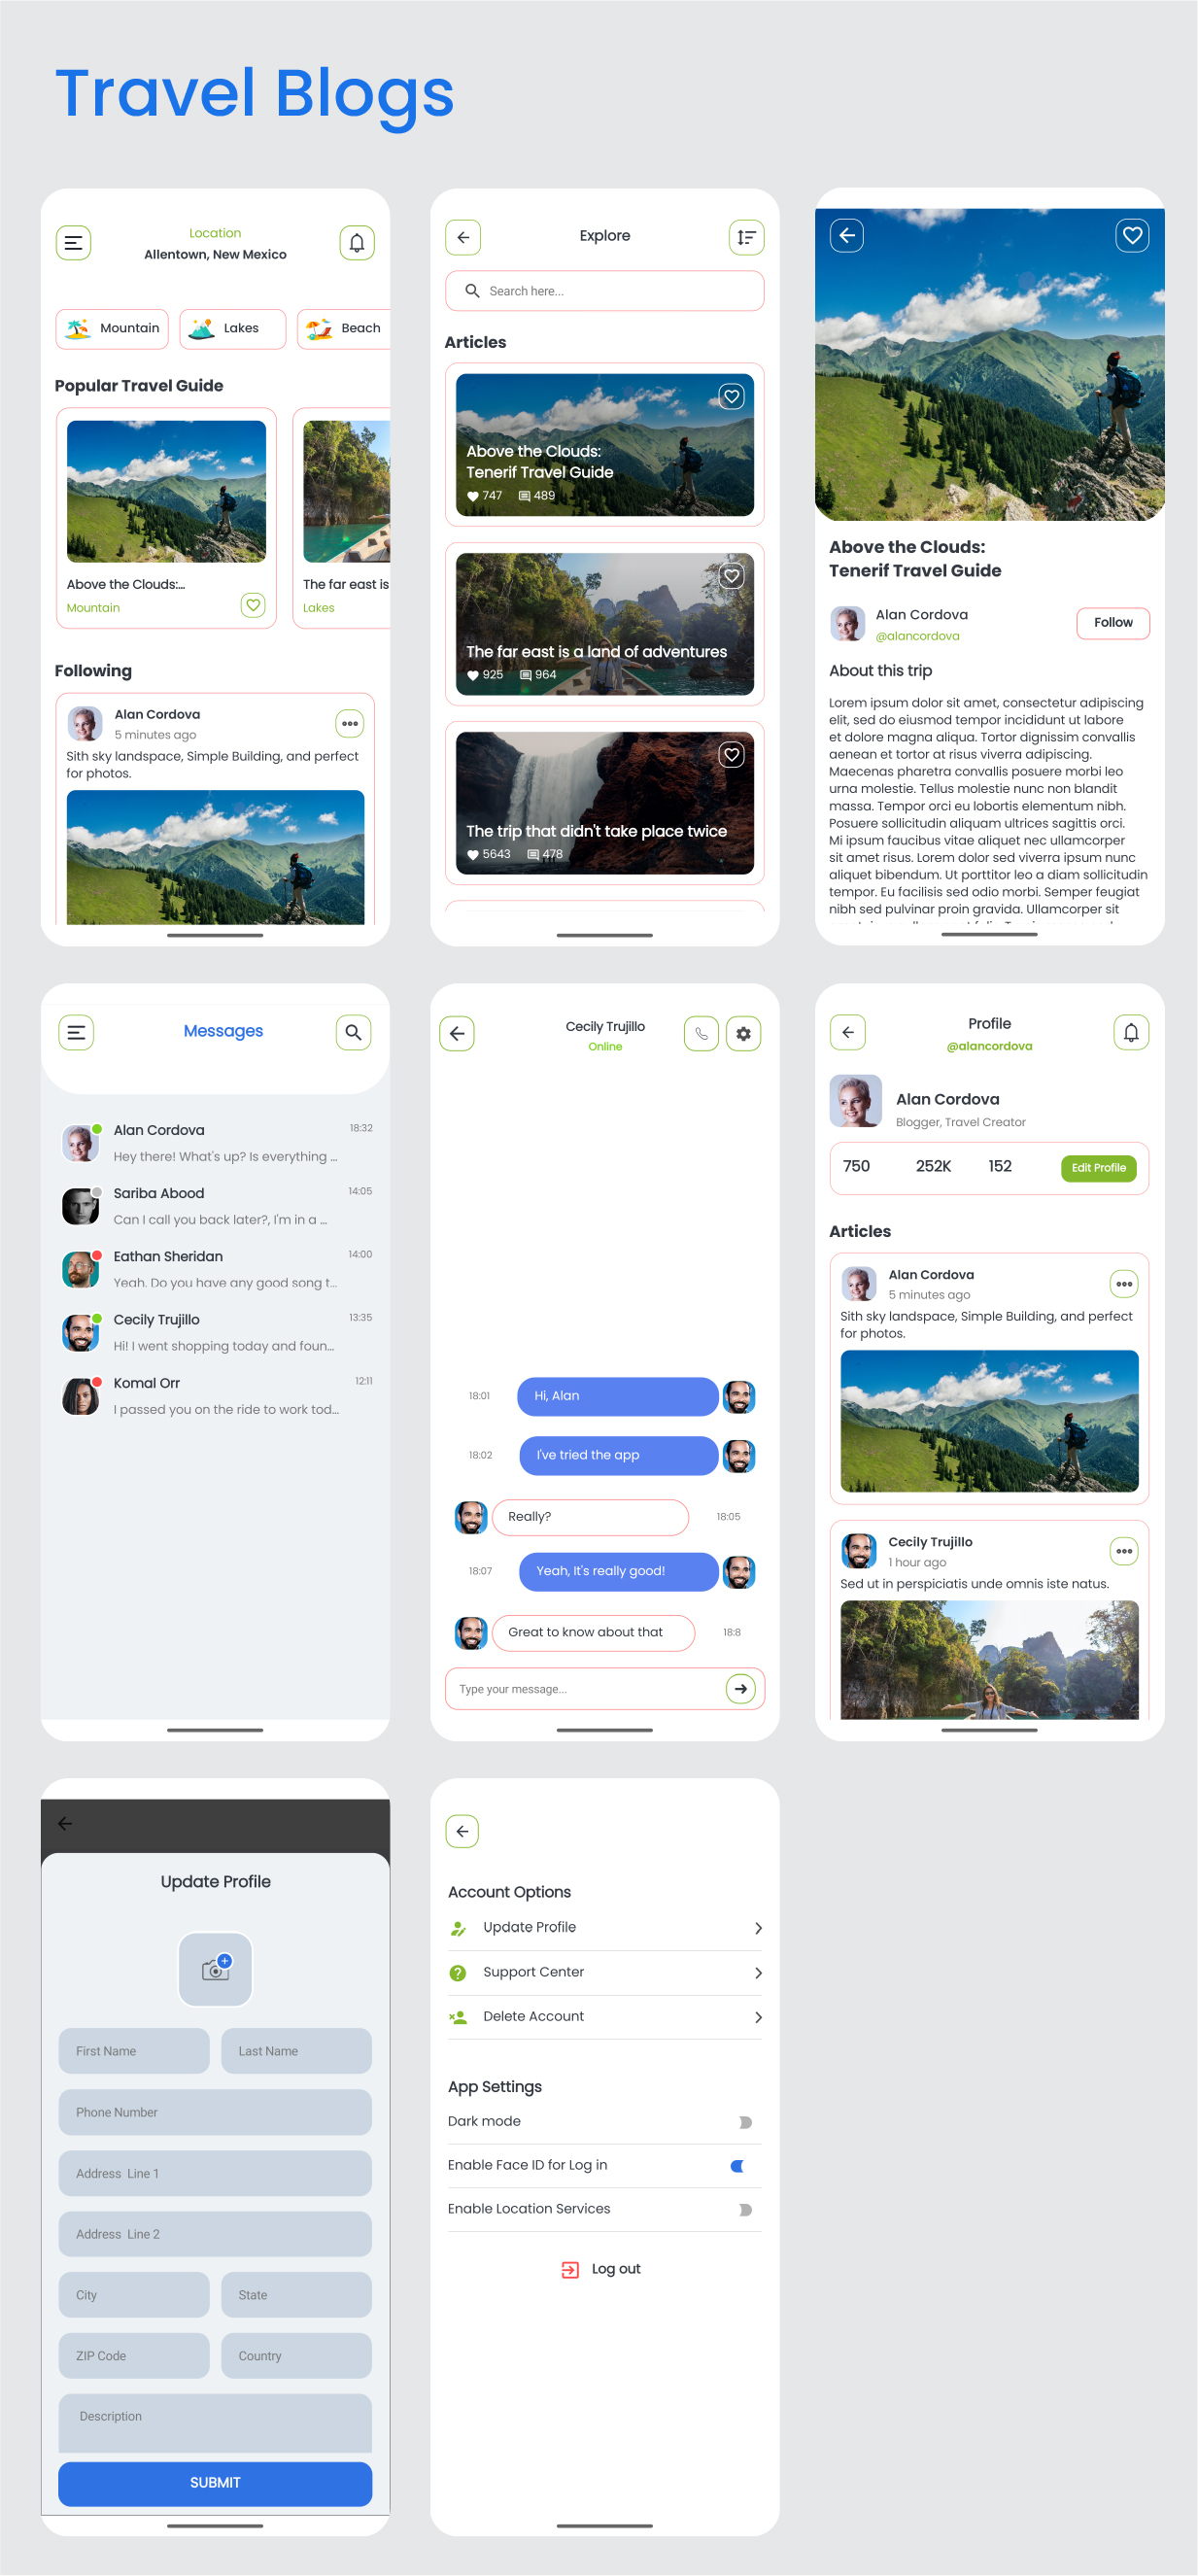 Travel Blogs
Location
Allentown, New Mexico
Mountain
Lakes
Beach
Popular Travel Guide
Above the Clouds:...
Mountain
The far east is
Lakes
Following
Alan Cordova
5 minutes ago
Sith sky landspace, Simple Building, and perfect
for photos.
Explore
Search here...
Articles
Above the Clouds:
Tenerif Travel Guide
747 489
The far east is a land of adventures
925 964
The trip that didn't take place twice
5643 478
Above the Clouds:
Tenerif Travel Guide
Alan Cordova
@alancordova
Follow
About this trip
Lorem ipsum dolor sit amet, consectetur adipiscing
elit, sed do eiusmod tempor incididunt ut labore
et dolore magna aliqua. Tortor dignissim convallis
aenean et tortor at risus viverra adipiscing.
Maecenas pharetra convallis posuere morbi leo
urna molestie. Tellus molestie nunc non blandit
massa. Tempor orci eu lobortis elementum nibh.
Posuere sollicitudin aliquam ultrices sagittis orci.
Mi ipsum faucibus vitae aliquet nec ullamcorper
sit amet risus. Lorem dolor sed viverra ipsum nunc
aliquet bibendum. Ut porttitor leo a diam sollicitudin
tempor. Eu facilisis sed odio morbi. Semper feugiat
nibh sed pulvinar proin gravida. Ullamcorper sit
Messages
Alan Cordova 18:32
Hey there! What's up? Is everything ...
Sariba Abood 14:05
Can I call you back later?, I'm in a ...
Eathan Sheridan 14:00
Yeah. Do you have any good song t...
Cecily Trujillo 13:35
Hi! I went shopping today and foun...
Komal Orr 12:11
I passed you on the ride to work tod...
Cecily Trujillo
Online
18:01 Hi, Alan
18:02 I've tried the app
Really? 18:05
18:07 Yeah, It's really good!
Great to know about that 18:8
Type your message...
Profile
@alancordova
Alan Cordova
Blogger, Travel Creator
750 252K 152 Edit Profile
Articles
Alan Cordova
5 minutes ago
Sith sky landspace, Simple Building, and perfect
for photos.
Cecily Trujillo
1 hour ago
Sed ut in perspiciatis unde omnis iste natus.
Update Profile
First Name Last Name
Phone Number
Address Line 1
Address Line 2
City State
ZIP Code Country
Description
SUBMIT
Account Options
Update Profile
Support Center
Delete Account
App Settings
Dark mode
Enable Face ID for Log in
Enable Location Services
Log out